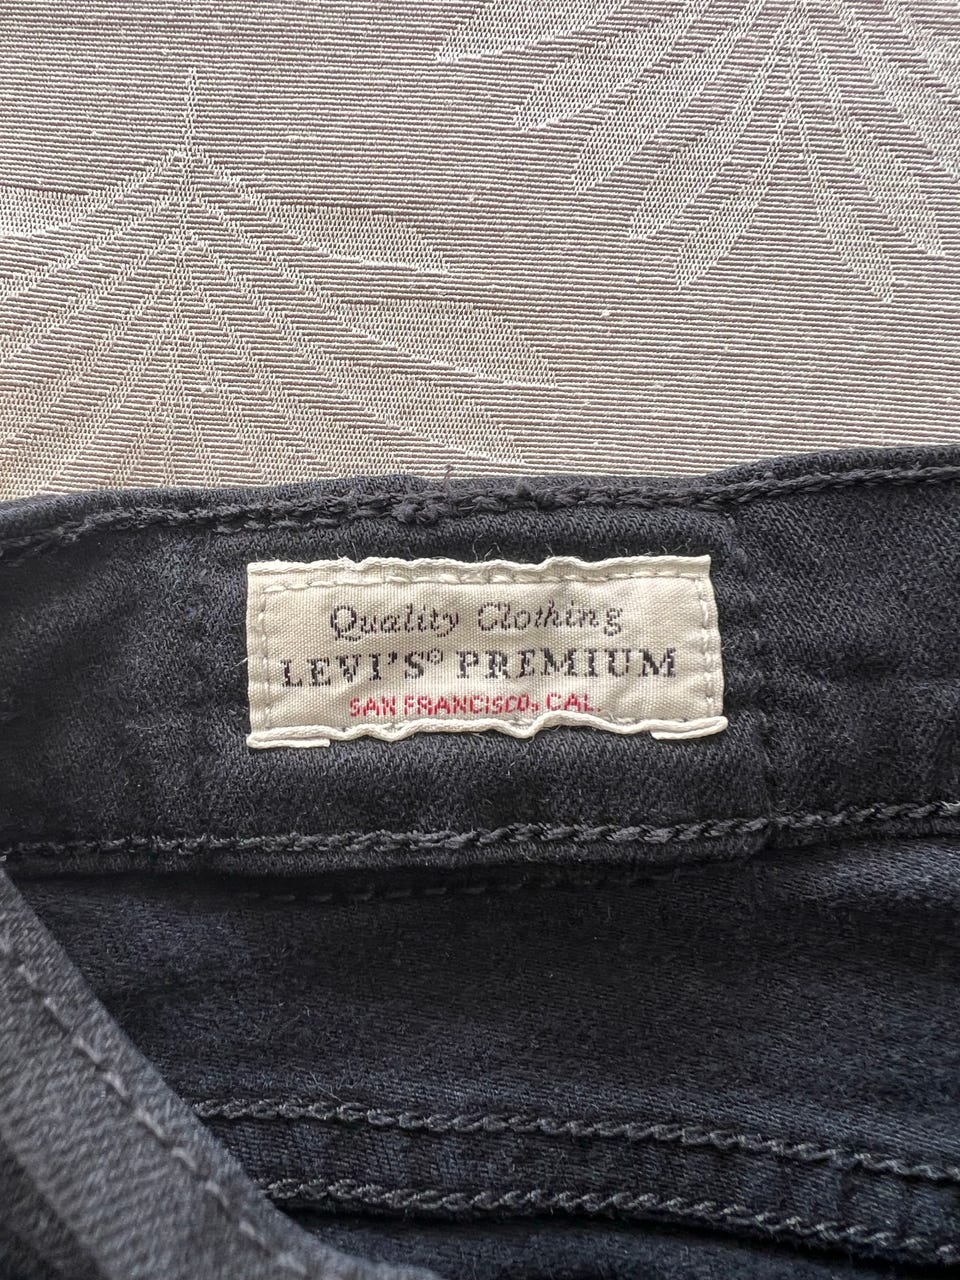 Quality Clothing
LEVI'S® PREMIUM
SAN FRANCISCO, CAL.